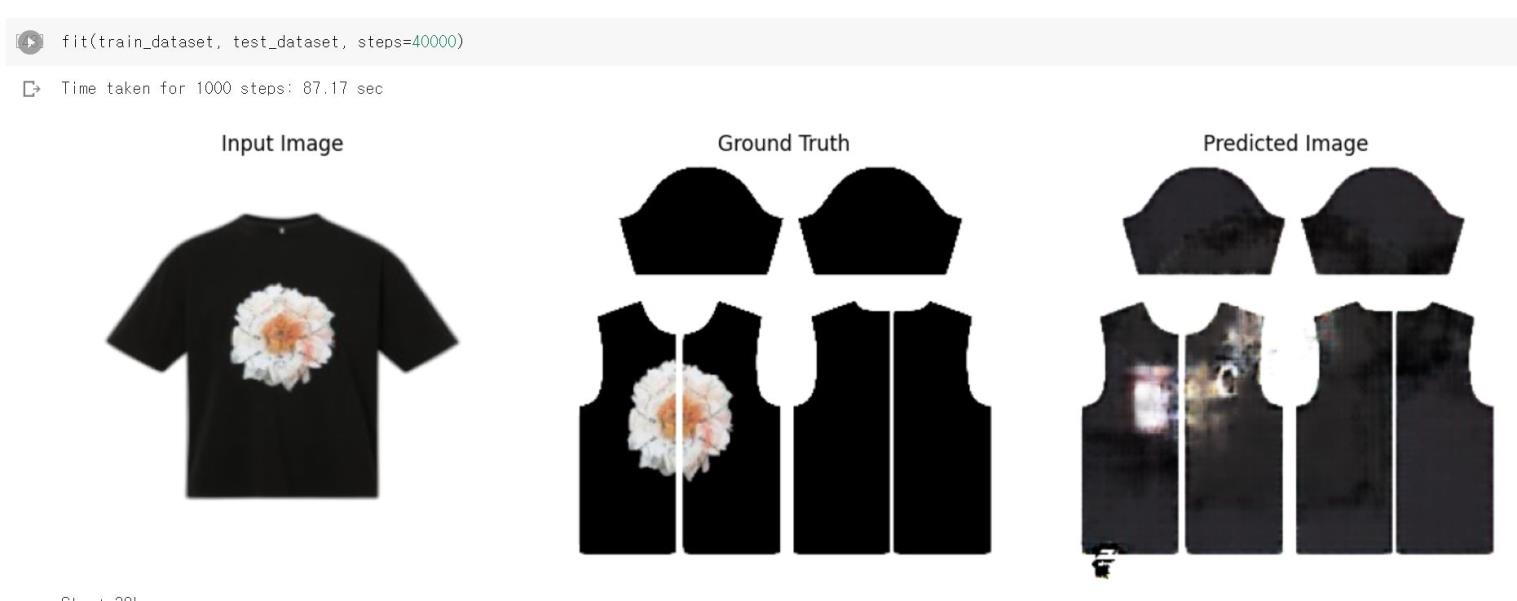 fit(train_dataset, test_dataset, steps=40000)
Time taken for 1000 steps: 87.17 sec
Input Image
Ground Truth
Predicted Image